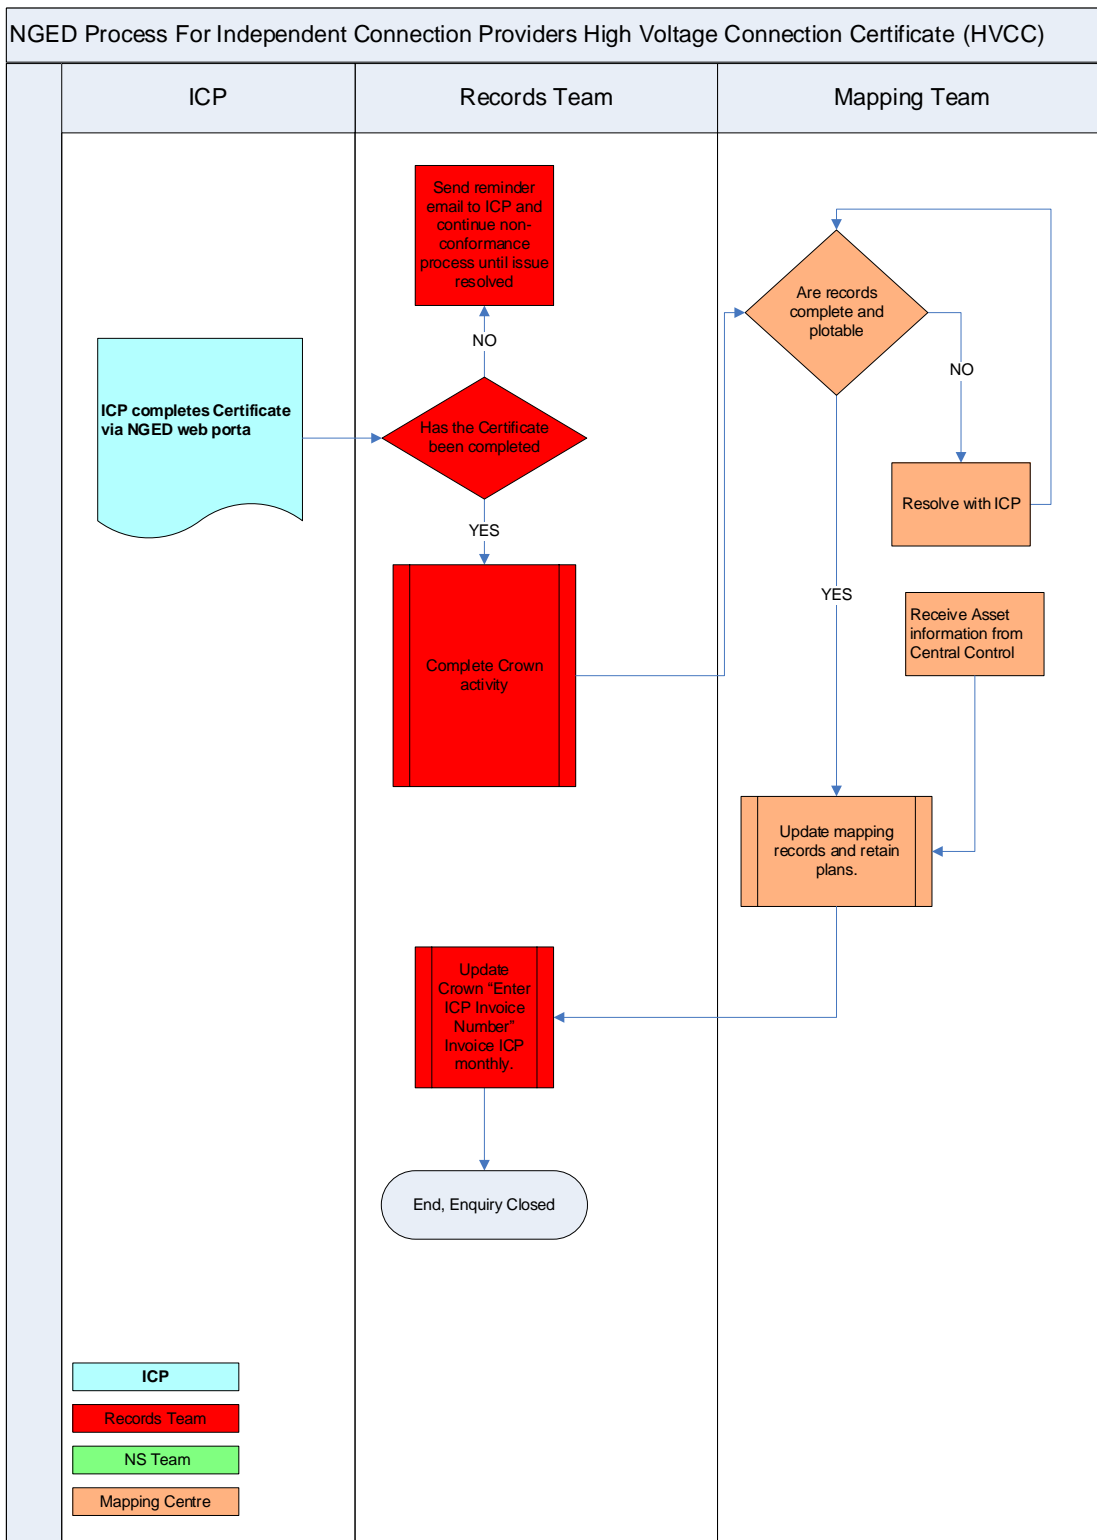 NGED Process For Independent Connection Providers High Voltage Connection Certificate (HVCC)
ICP
Records Team
Mapping Team
Send reminder
email to ICP and
continue non-
conformance
process until issue
resolved
NO
ICP completes Certificate
via NGED web porta
Has the Certificate
been completed
YES
Complete Crown
activity
Are records
complete and
plotable
NO
Resolve with ICP
YES
Receive Asset
information from
Central Control
Update mapping
records and retain
plans.
Update
Crown “Enter
ICP Invoice
Number”
Invoice ICP
monthly.
End, Enquiry Closed
ICP
Records Team
NS Team
Mapping Centre